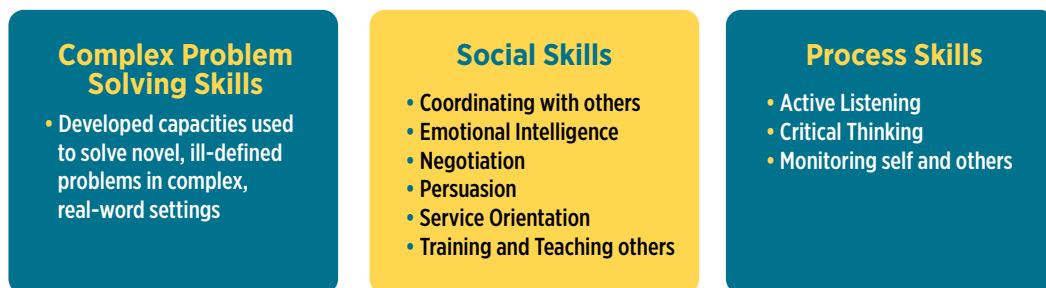 Complex Problem
Solving Skills
• Developed capacities used
to solve novel, ill-defined
problems in complex,
real-word settings
Social Skills
• Coordinating with others
• Emotional Intelligence
• Negotiation
• Persuasion
• Service Orientation
• Training and Teaching others
Process Skills
• Active Listening
• Critical Thinking
• Monitoring self and others